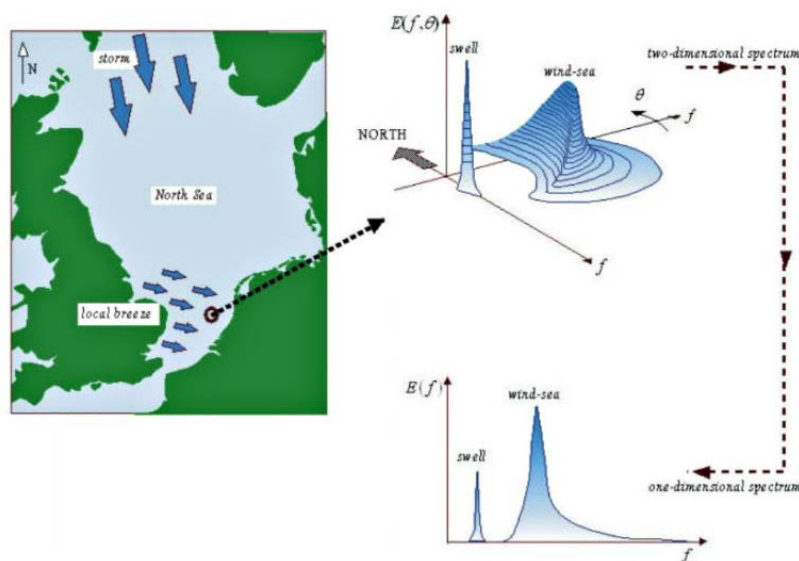 N
storm
North Sea
local breeze
E(f,θ)
swell
wind-sea
two-dimensional spectrum
θ
f
NORTH
f
E(f)
wind-sea
swell
one-dimensional spectrum
f